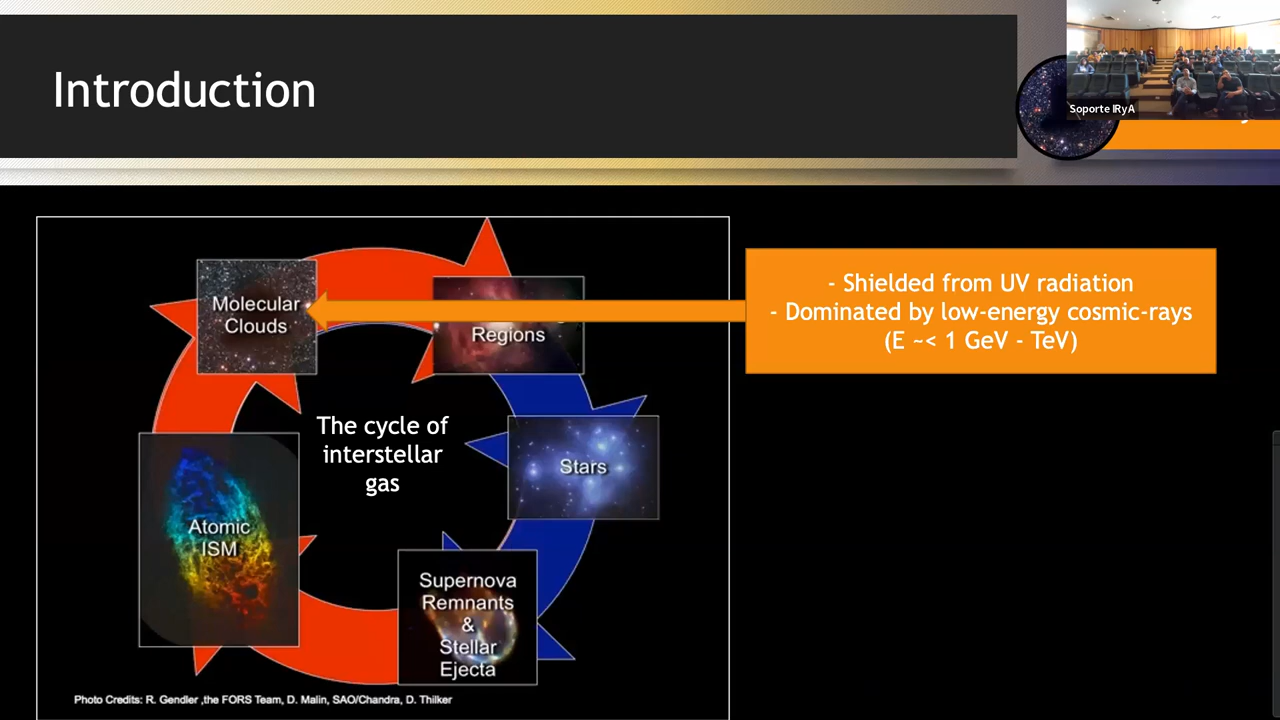 Introduction
Soporte IRyA
Molecular
Clouds
Regions
- Shielded from UV radiation
- Dominated by low-energy cosmic-rays
(E ~< 1 GeV - TeV)
The cycle of
interstellar
gas
Stars
Atomic
ISM
Supernova
Remnants
&
Stellar
Ejecta
Photo Credits: R. Gendler ,the FORS Team, D. Malin, SAO/Chandra, D. Thilker